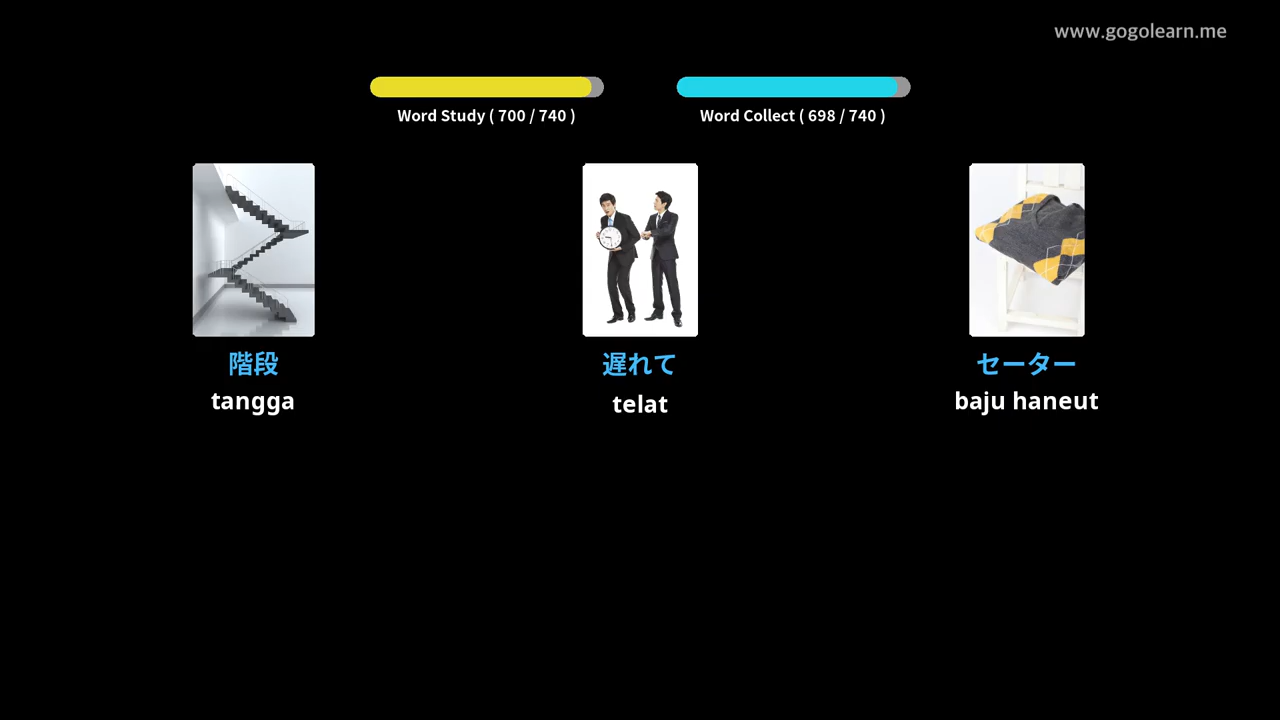 www.gogolearn.me
Word Study ( 700 / 740 )
Word Collect ( 698 / 740 )
階段
tangga
遅れて
telat
セーター
baju haneut